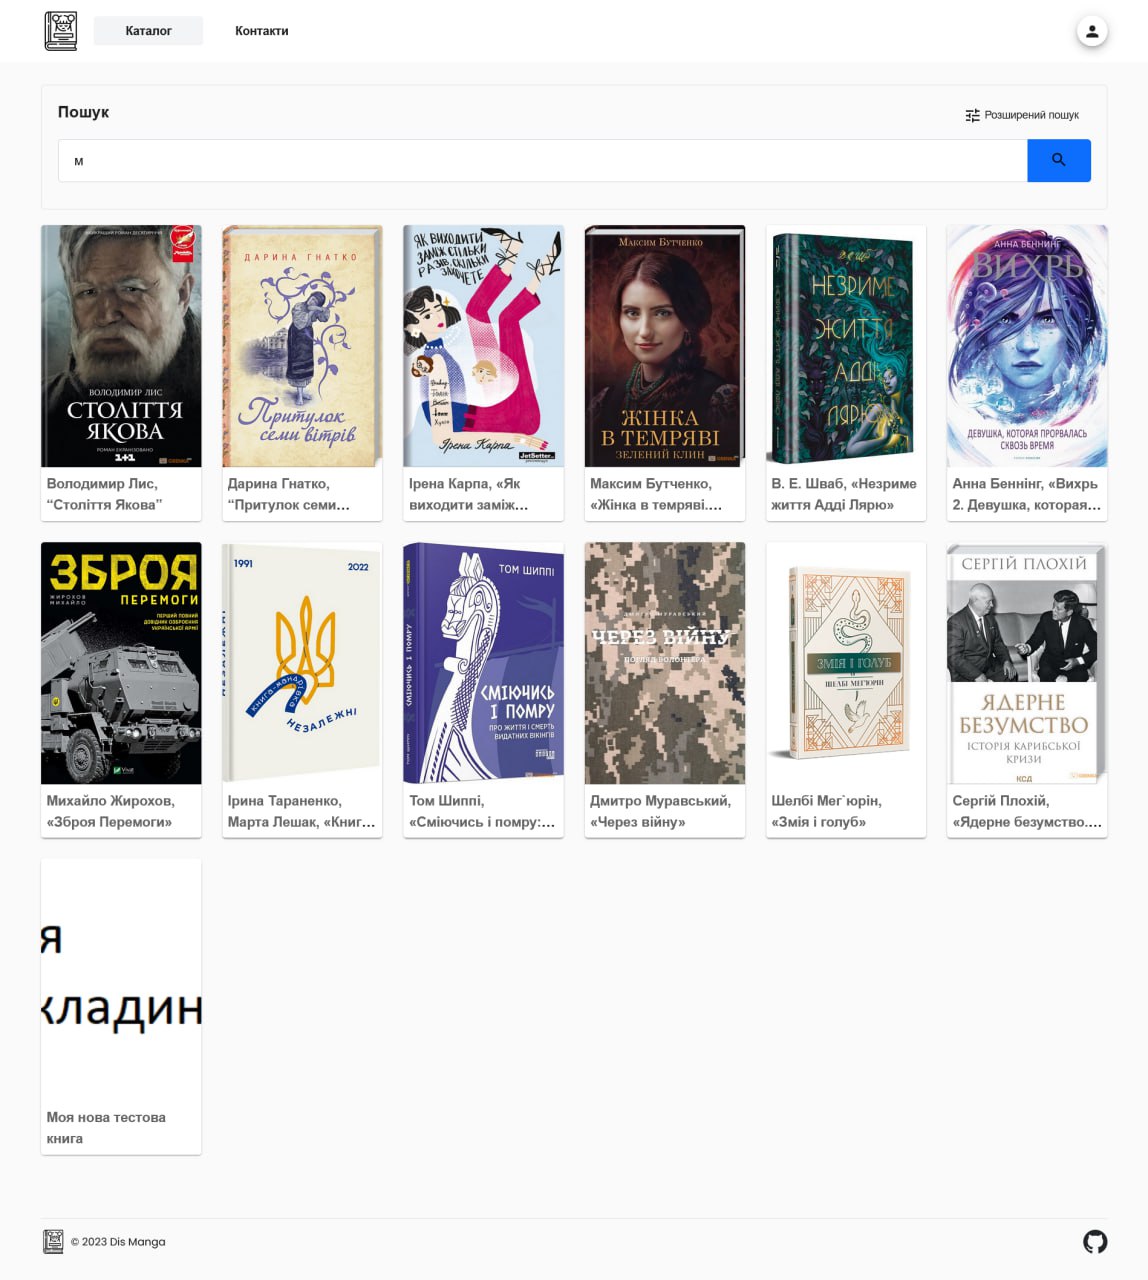 Каталог
Контакти
Пошук
Розширений пошук
м
НАЙКРАЩИЙ РОМАН ДЕСЯТИРІЧЧЯ
ВОЛОДИМИР ЛИС
СТОЛІТТЯ
ЯКОВА
РОМАН ЕКРАНІЗОВАНО
1+1
Володимир Лис,
“Століття Якова”
ДАРИНА ГНАТКО
Притулок
семи вітрів
Дарина Гнатко,
“Притулок семи…
ЯК ВИХОДИТИ
ЗАМІЖ СТІЛЬКИ
РАЗІВ, СКІЛЬКИ
ЗАХОЧЕТЕ
Ірена Карпа
JetSetter
Ірена Карпа, «Як
виходити заміж…
Максим Бутченко
ЖІНКА
В ТЕМРЯВІ
ЗЕЛЕНИЙ КЛИН
Максим Бутченко,
«Жінка в темряві.…
НЕЗРИМЕ
ЖИТТЯ
АДДІ
ЛЯРЮ
В. Е. Шваб, «Незриме
життя Адді Лярю»
АННА БЕННИНГ
ВИХРЬ
ДЕВУШКА, КОТОРАЯ ПРОРВАЛАСЬ
СКВОЗЬ ВРЕМЯ
Анна Беннінг, «Вихрь
2. Девушка, которая…
ЗБРОЯ
ЖИРОХОВ
МИХАЙЛО
ПЕРЕМОГИ
ПЕРШИЙ ПОВНИЙ
ДОВІДНИК ОЗБРОЄННЯ
УКРАЇНСЬКОЇ АРМІЇ
Vivat
Михайло Жирохов,
«Зброя Перемоги»
1991
2022
НЕЗАЛЕЖНІ
книга-мандрівка
НЕЗАЛЕЖНІ
Ірина Тараненко,
Марта Лешак, «Книг…
ТОМ ШИППІ
СМІЮЧИСЬ І ПОМРУ
СМІЮЧИСЬ
І ПОМРУ
ПРО ЖИТТЯ І СМЕРТЬ
ВИДАТНИХ ВІКІНГІВ
Том Шиппі,
«Сміючись і помру:…
ДМИТРО МУРАВСЬКИЙ
ЧЕРЕЗ ВІЙНУ
ПОГЛЯД ВОЛОНТЕРА
Дмитро Муравський,
«Через війну»
ЗМІЯ І ГОЛУБ
ШЕЛБІ МЕГ'ЮРІН
Шелбі Мег`юрін,
«Змія і голуб»
СЕРГІЙ ПЛОХІЙ
ЯДЕРНЕ
БЕЗУМСТВО
ІСТОРІЯ КАРИБСЬКОЇ
КРИЗИ
КСД
Сергій Плохій,
«Ядерне безумство.…
я
кладин
Моя нова тестова
книга
© 2023 Dis Manga